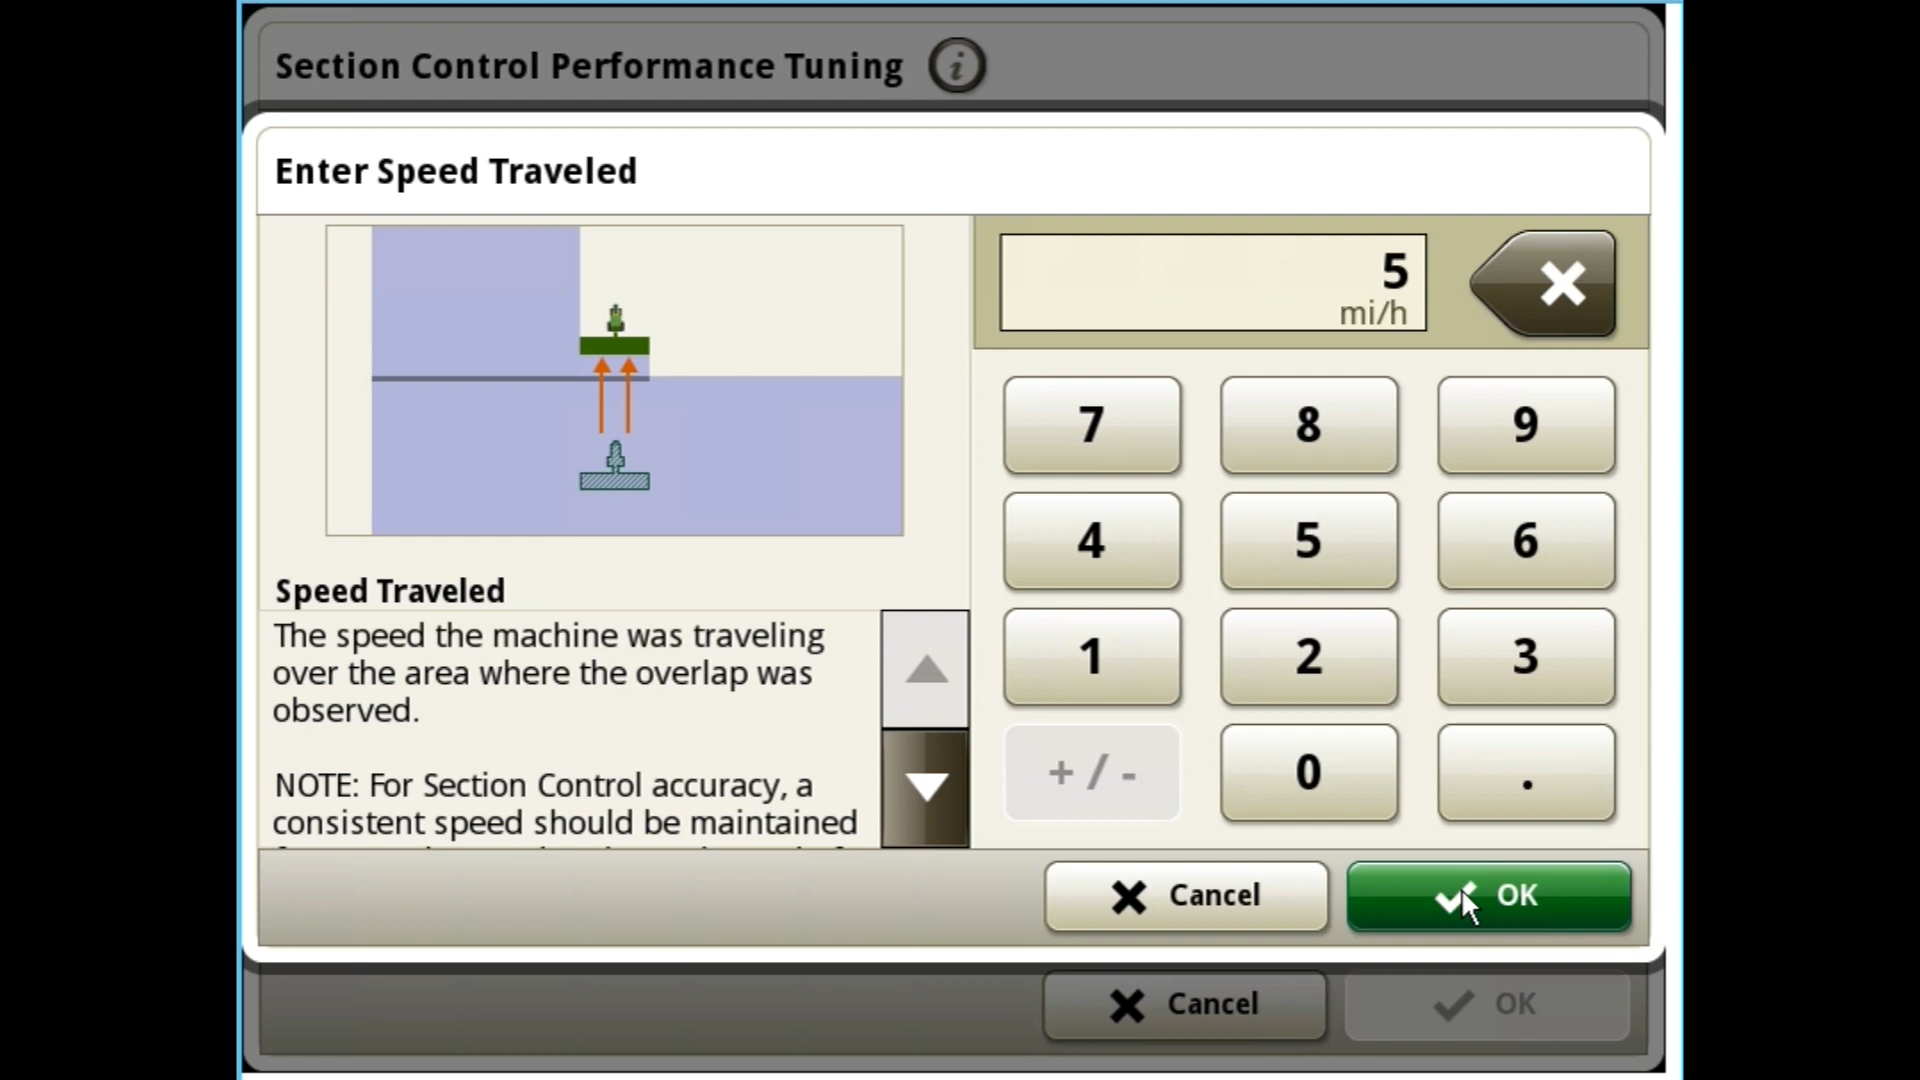 Section Control Performance Tuning i
Enter Speed Traveled
5
mi/h
7 8 9
4 5 6
1 2 3
+ / - 0 .
Speed Traveled
The speed the machine was traveling
over the area where the overlap was
observed.
NOTE: For Section Control accuracy, a
consistent speed should be maintained
Cancel OK
Cancel OK